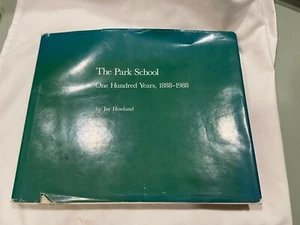 The Park School
One Hundred Years, 1888-1988
by Jay Howland